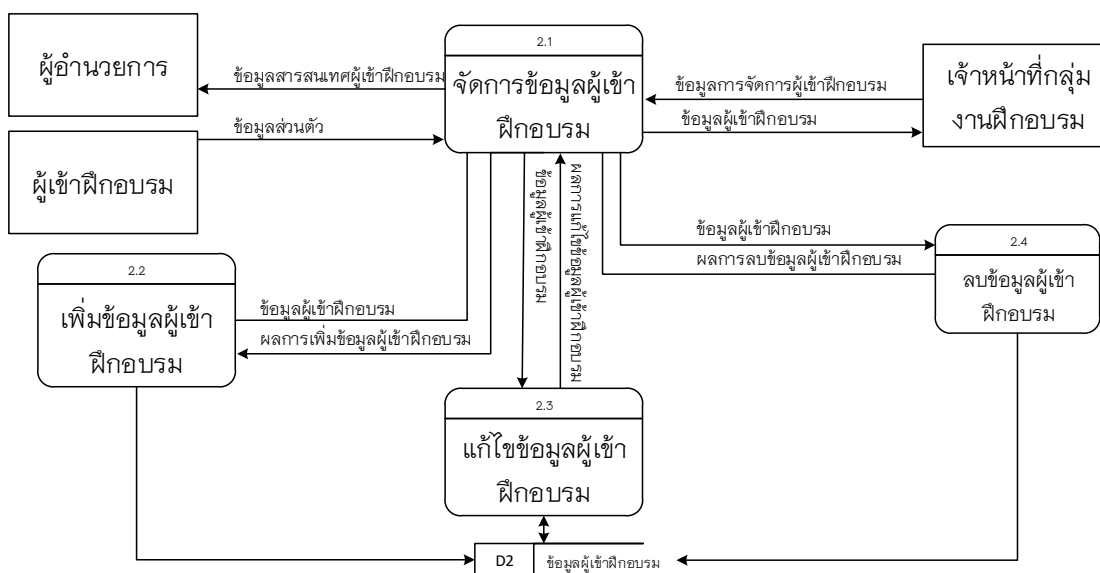 ผู้อำนวยการ
ผู้เข้าฝึกอบรม
ข้อมูลสารสนเทศผู้เข้าฝึกอบรม
ข้อมูลส่วนตัว
2.1
จัดการข้อมูลผู้เข้า
ฝึกอบรม
ข้อมูลการจัดการผู้เข้าฝึกอบรม
ข้อมูลผู้เข้าฝึกอบรม
เจ้าหน้าที่กลุ่ม
งานฝึกอบรม
ข้อมูลผู้เข้าฝึกอบรม
ผลการแก้ไขข้อมูลผู้เข้าฝึกอบรม
ข้อมูลผู้เข้าฝึกอบรม
ผลการลบข้อมูลผู้เข้าฝึกอบรม
2.4
ลบข้อมูลผู้เข้า
ฝึกอบรม
2.2
เพิ่มข้อมูลผู้เข้า
ฝึกอบรม
ข้อมูลผู้เข้าฝึกอบรม
ผลการเพิ่มข้อมูลผู้เข้าฝึกอบรม
2.3
แก้ไขข้อมูลผู้เข้า
ฝึกอบรม
D2
ข้อมูลผู้เข้าฝึกอบรม